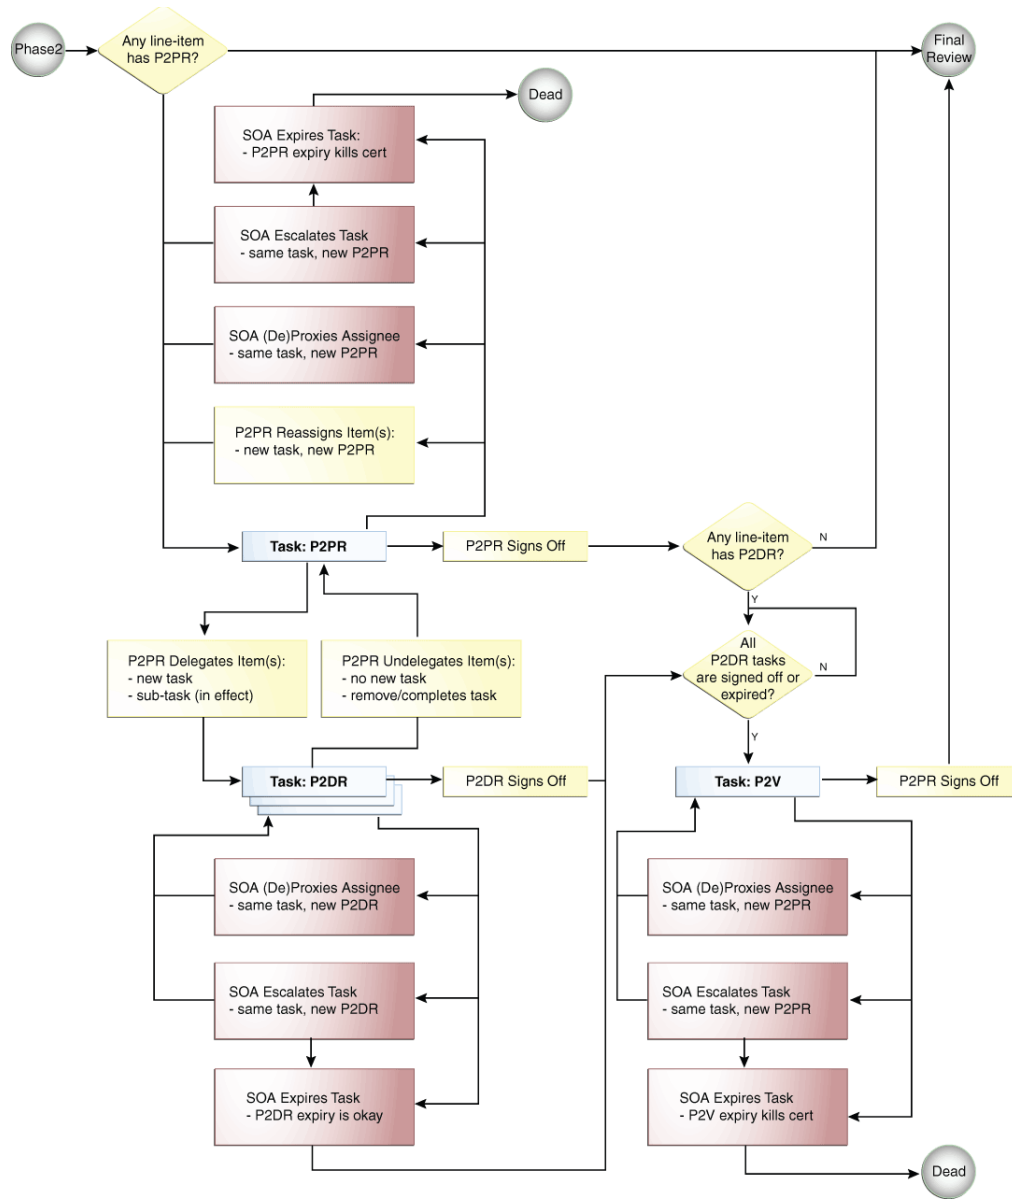 Phase2
Any line-item
has P2PR?
Final
Review
Dead
SOA Expires Task:
- P2PR expiry kills cert
SOA Escalates Task
- same task, new P2PR
SOA (De)Proxies Assignee
- same task, new P2PR
P2PR Reassigns Item(s):
- new task, new P2PR
Task: P2PR
P2PR Signs Off
Any line-item
has P2DR?
N
Y
P2PR Delegates Item(s):
- new task
- sub-task (in effect)
P2PR Undelegates Item(s):
- no new task
- remove/completes task
All
P2DR tasks
are signed off or
expired?
N
Y
Task: P2DR
P2DR Signs Off
Task: P2V
P2PR Signs Off
SOA (De)Proxies Assignee
- same task, new P2DR
SOA (De)Proxies Assignee
- same task, new P2PR
SOA Escalates Task
- same task, new P2DR
SOA Escalates Task
- same task, new P2PR
SOA Expires Task
- P2DR expiry is okay
SOA Expires Task
- P2V expiry kills cert
Dead